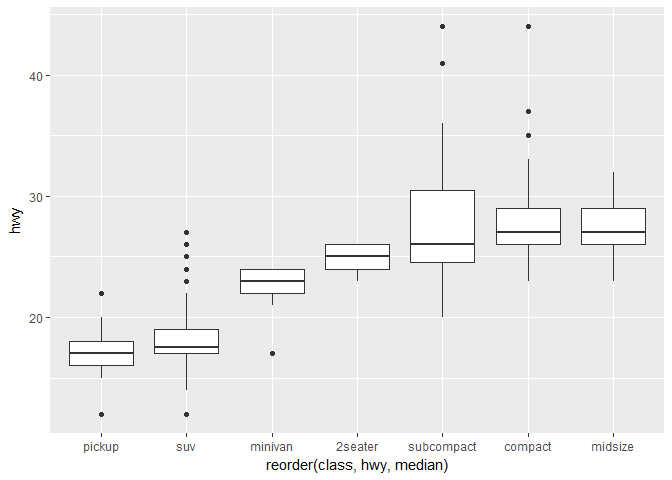 40
30
20
hwy
pickup suv minivan 2seater subcompact compact midsize
reorder(class, hwy, median)